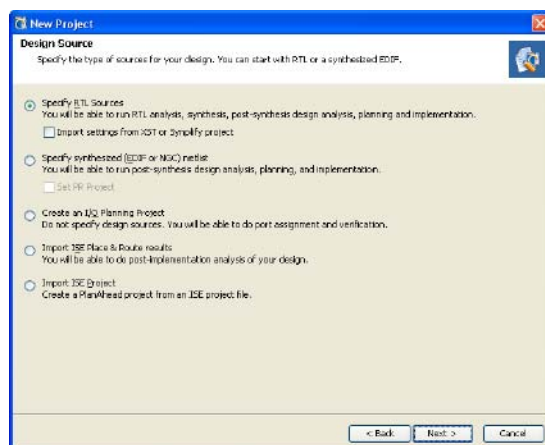 New Project
Design Source
Specify the type of sources for your design. You can start with RTL or a synthesized EDIF.
Specify RTL Sources
You will be able to run RTL analysis, synthesis, post-synthesis design analysis, planning and implementation.
Import settings from XST or Synplify project
Specify synthesized (EDIF or NGC) netlist
You will be able to run post-synthesis design analysis, planning, and implementation.
Set PR Project
Create an I/O Planning Project
Do not specify design sources. You will be able to do port assignment and verification.
Import ISE Place & Route results
You will be able to do post-implementation analysis of your design.
Import ISE Project
Create a PlanAhead project from an ISE project file.
< Back Next > Cancel